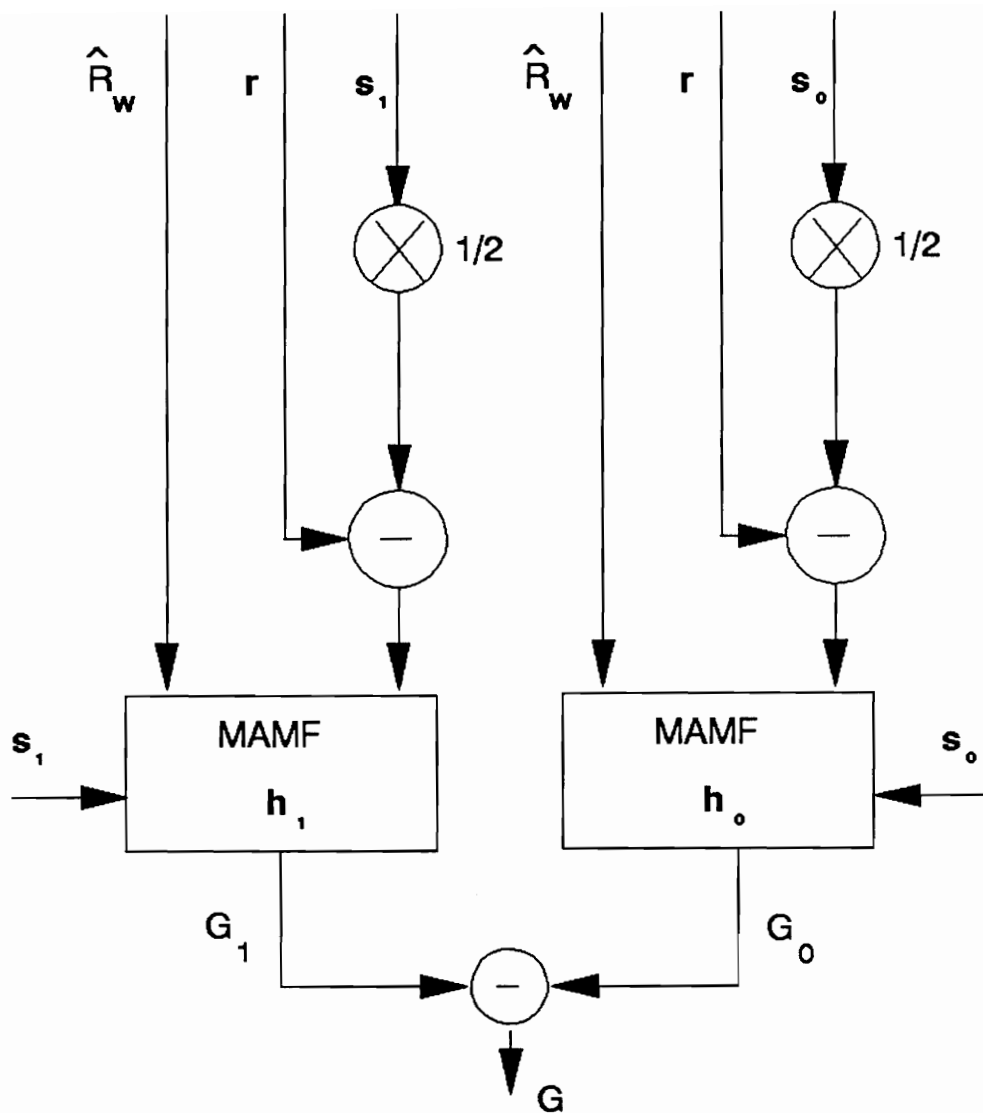 R̂w r s₁ R̂w r s₀
1/2 1/2
− −
MAMF MAMF
s₁ h₁ h₀ s₀
G₁ G₀
−
G